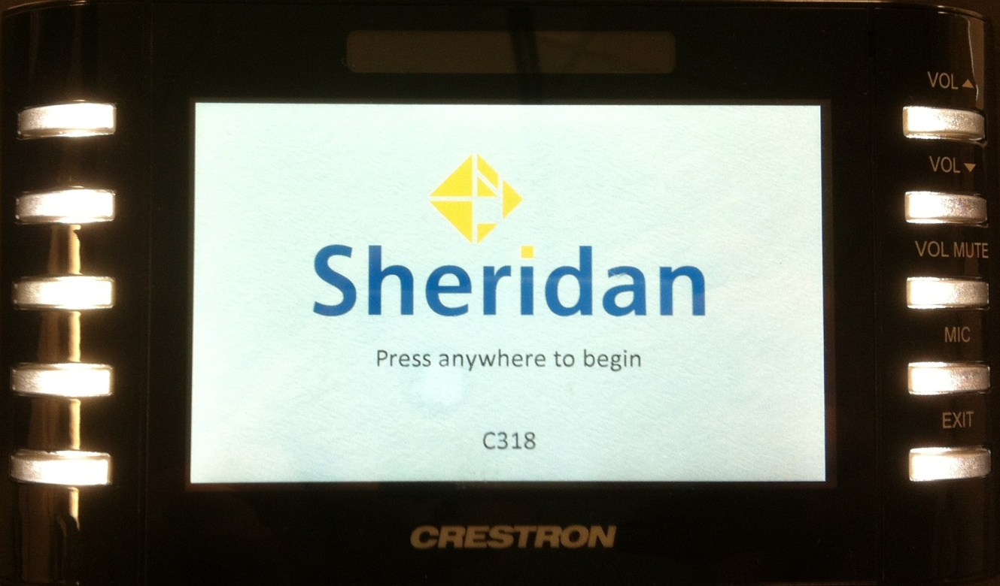 Sheridan
Press anywhere to begin
C318
CRESTRON
VOL▲
VOL▼
VOL MUTE
MIC
EXIT